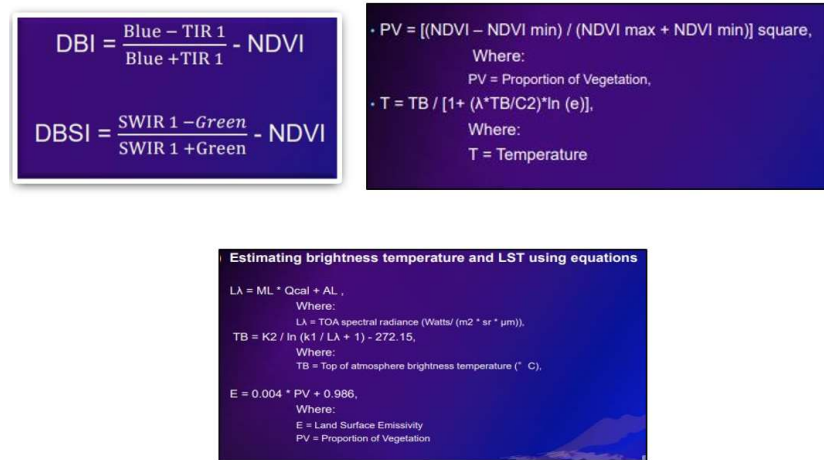 DBI = Blue – TIR 1 / Blue +TIR 1 - NDVI
DBSI = SWIR 1 –Green / SWIR 1 +Green - NDVI
• PV = [(NDVI – NDVI min) / (NDVI max + NDVI min)] square,
Where:
PV = Proportion of Vegetation,
• T = TB / [1+ (λ*TB/C2)*ln (e)],
Where:
T = Temperature
) Estimating brightness temperature and LST using equations
Lλ = ML * Qcal + AL ,
Where:
Lλ = TOA spectral radiance (Watts/ (m2 * sr * μm)),
TB = K2 / ln (k1 / Lλ + 1) - 272.15,
Where:
TB = Top of atmosphere brightness temperature (° C),
E = 0.004 * PV + 0.986,
Where:
E = Land Surface Emissivity
PV = Proportion of Vegetation